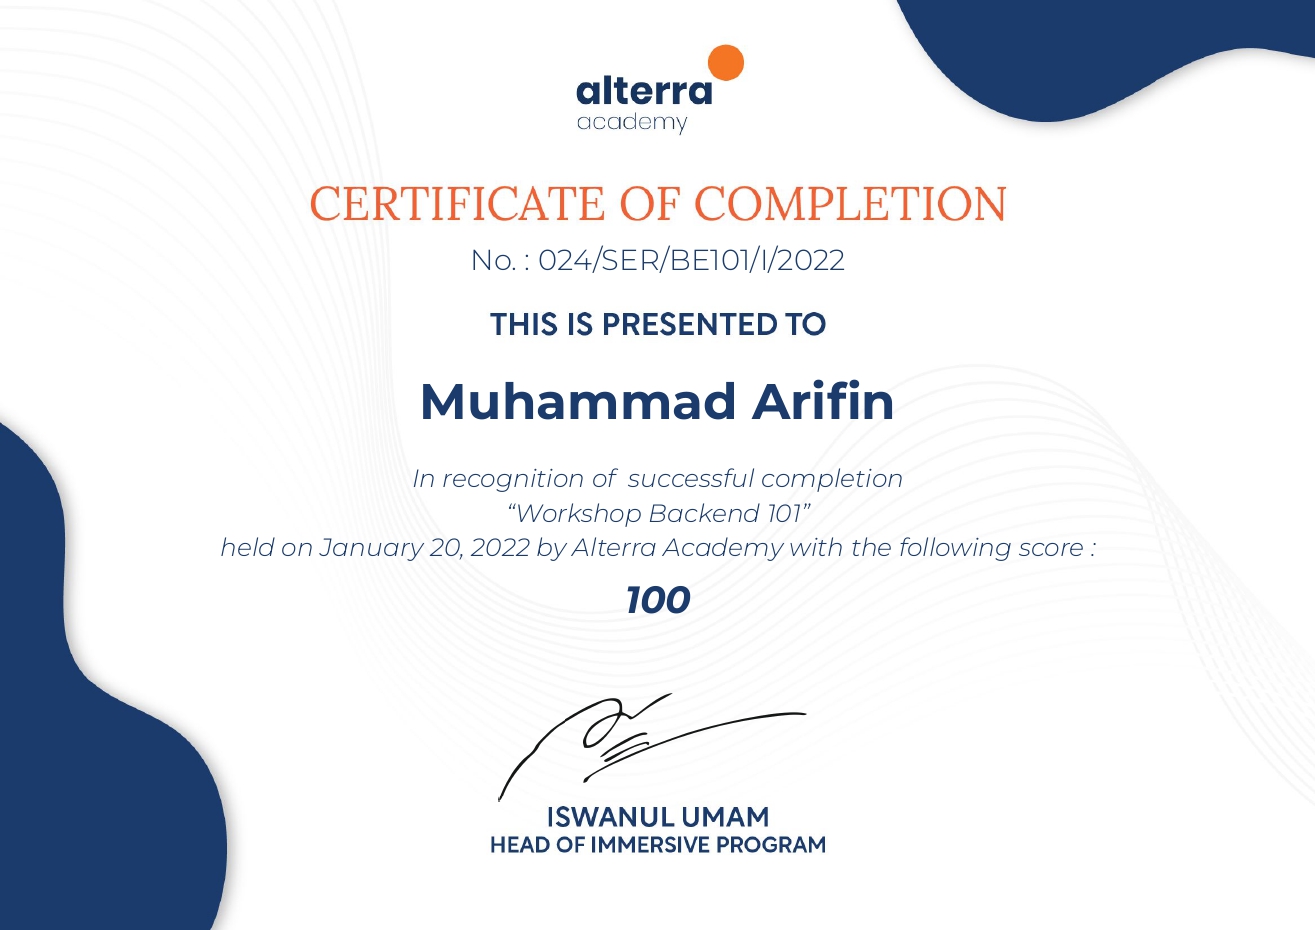 alterra
academy
CERTIFICATE OF COMPLETION
No. : 024/SER/BE101/I/2022
THIS IS PRESENTED TO
Muhammad Arifin
In recognition of successful completion
“Workshop Backend 101”
held on January 20, 2022 by Alterra Academy with the following score :
100
ISWANUL UMAM
HEAD OF IMMERSIVE PROGRAM